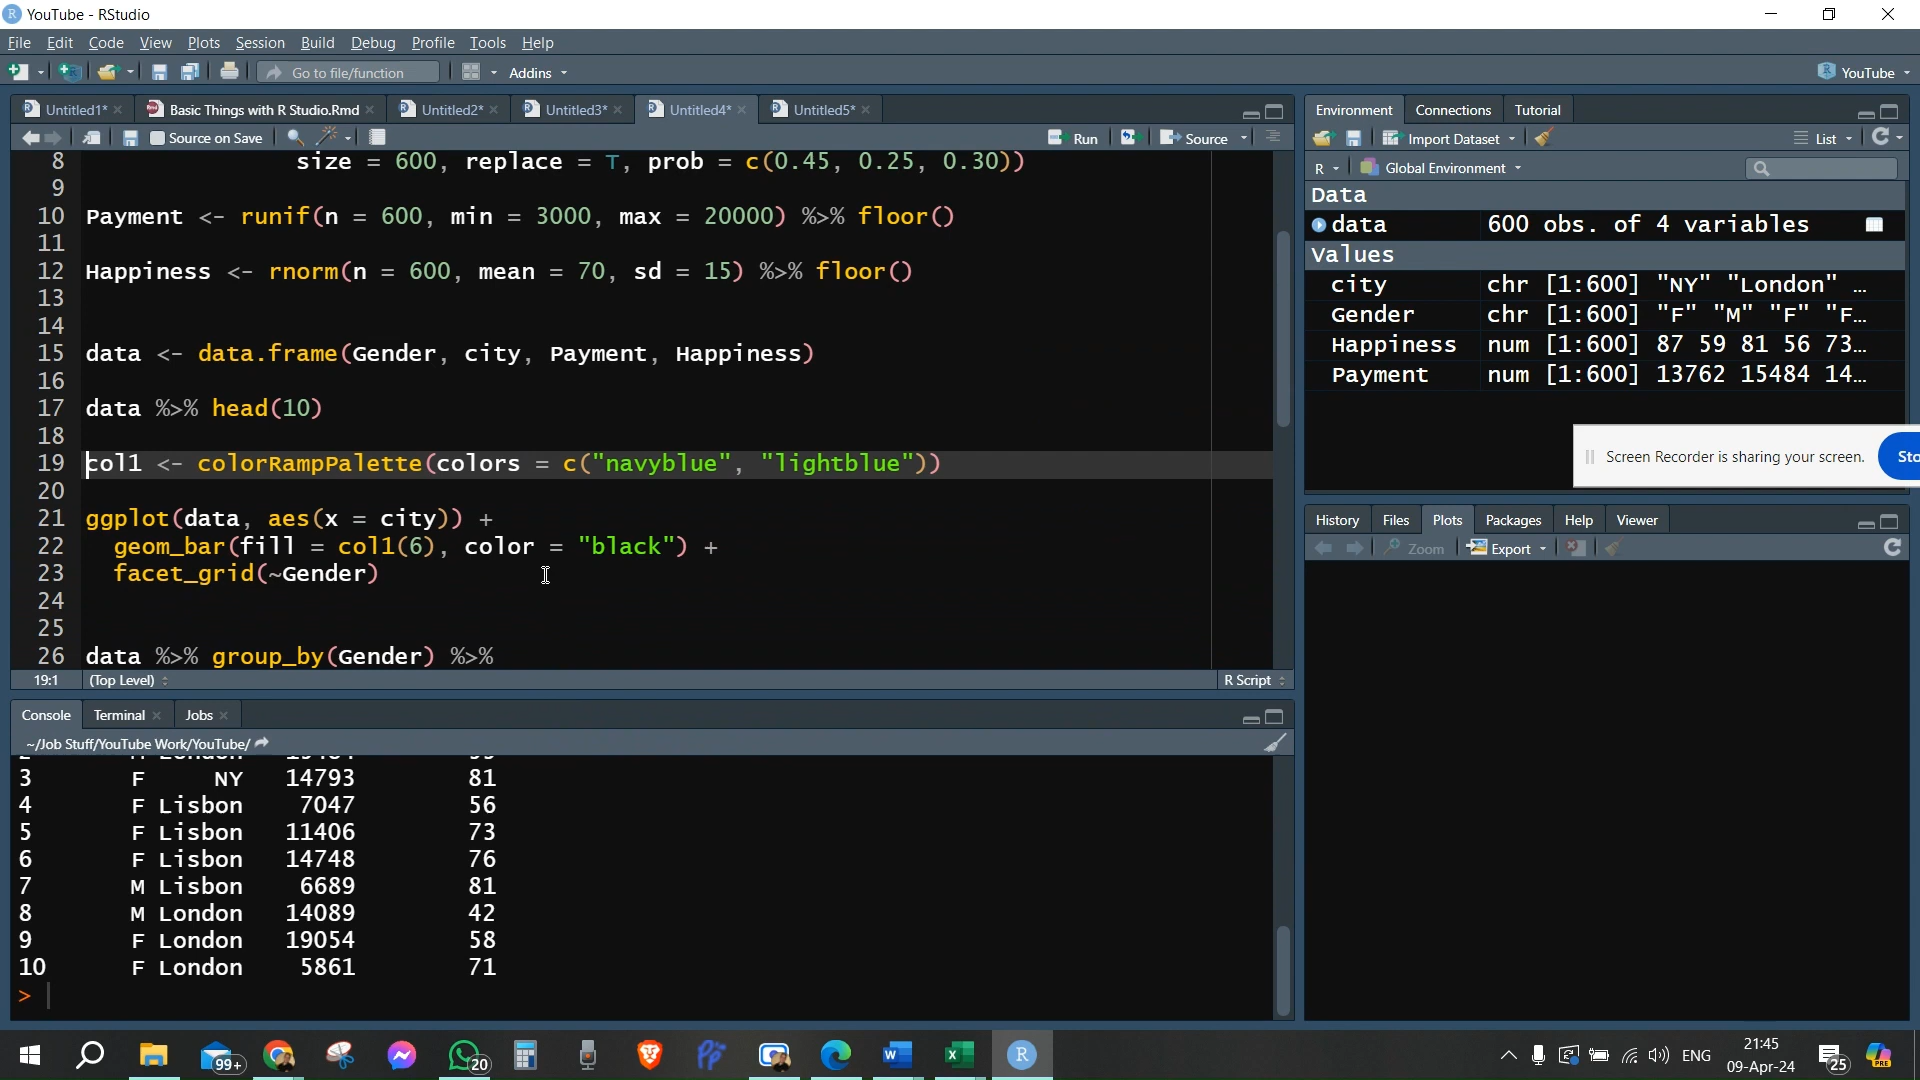 YouTube - RStudio
File Edit Code View Plots Session Build Debug Profile Tools Help
Go to file/function Addins YouTube
Untitled1* Basic Things with R Studio.Rmd Untitled2* Untitled3* Untitled4* Untitled5*
Source on Save Run Source
8 size = 600, replace = T, prob = c(0.45, 0.25, 0.30))
9
10 Payment <- runif(n = 600, min = 3000, max = 20000) %>% floor()
11
12 Happiness <- rnorm(n = 600, mean = 70, sd = 15) %>% floor()
13
14
15 data <- data.frame(Gender, city, Payment, Happiness)
16
17 data %>% head(10)
18
19 col1 <- colorRampPalette(colors = c("navyblue", "lightblue"))
20
21 ggplot(data, aes(x = city)) +
22 geom_bar(fill = col1(6), color = "black") +
23 facet_grid(~Gender)
24
25
26 data %>% group_by(Gender) %>%
19:1 (Top Level) R Script
Console Terminal Jobs
~/Job Stuff/YouTube Work/YouTube/
3 F NY 14793 81
4 F Lisbon 7047 56
5 F Lisbon 11406 73
6 F Lisbon 14748 76
7 M Lisbon 6689 81
8 M London 14089 42
9 F London 19054 58
10 F London 5861 71
>
Environment Connections Tutorial
Import Dataset List
R Global Environment
Data
data 600 obs. of 4 variables
Values
city chr [1:600] "NY" "London" …
Gender chr [1:600] "F" "M" "F" "F…
Happiness num [1:600] 87 59 81 56 73…
Payment num [1:600] 13762 15484 14…
Screen Recorder is sharing your screen. Sto
History Files Plots Packages Help Viewer
Zoom Export
99+ 20 ENG 21:45 25
09-Apr-24